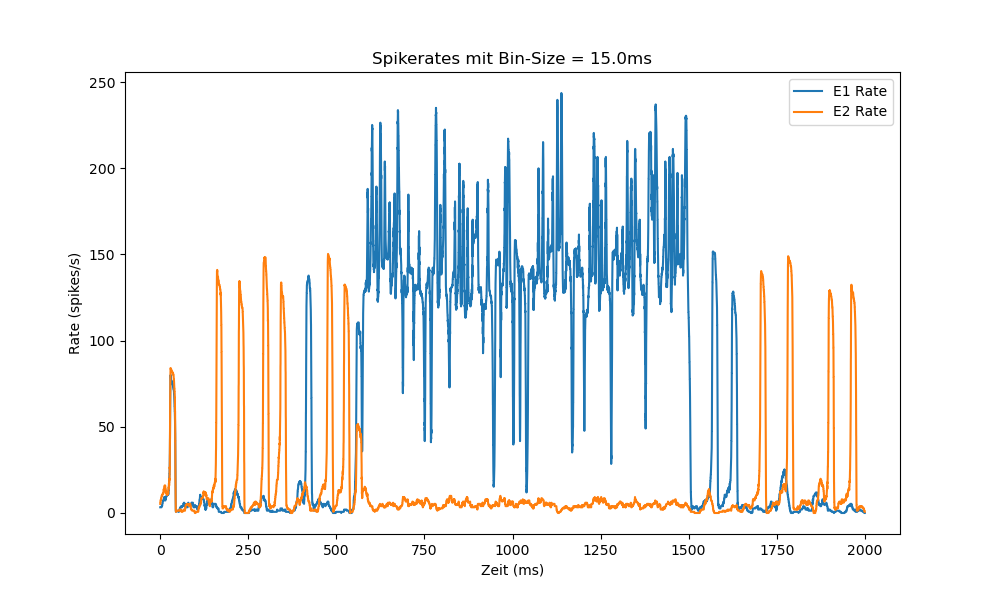 Spikerates mit Bin-Size = 15.0ms
E1 Rate
E2 Rate
Rate (spikes/s)
250
200
150
100
50
0
0 250 500 750 1000 1250 1500 1750 2000
Zeit (ms)